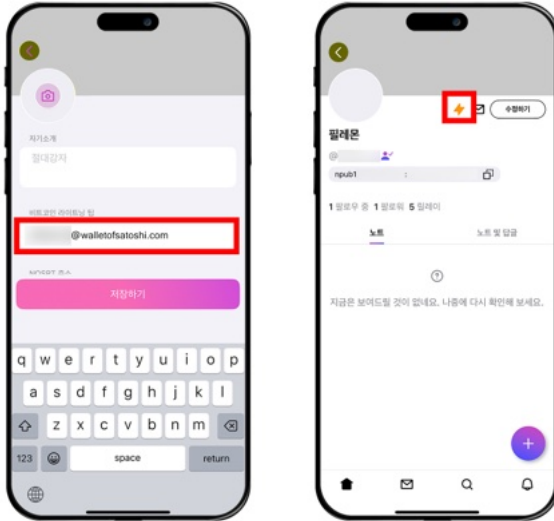 자기소개
절대강자
비트코인 라이트닝 팁
@walletofsatoshi.com
저장하기
q w e r t y u i o p
a s d f g h j k l
z x c v b n m
123 space return
수정하기
필레몬
@
npub1 :
1 팔로우 중 1 팔로워 5 릴레이
노트 노트 및 답글
지금은 보여드릴 것이 없네요. 나중에 다시 확인해 보세요.